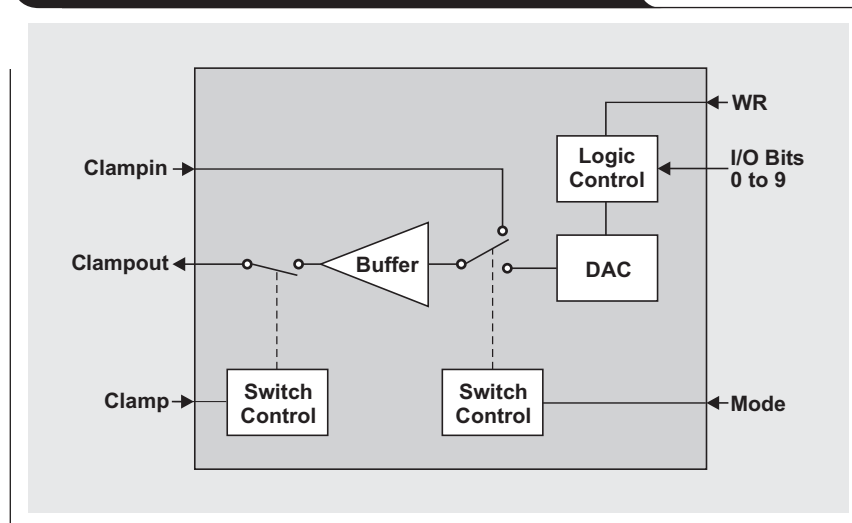 WR
Clampin
Logic
Control
I/O Bits
0 to 9
Clampout
Buffer
DAC
Clamp
Switch
Control
Switch
Control
Mode